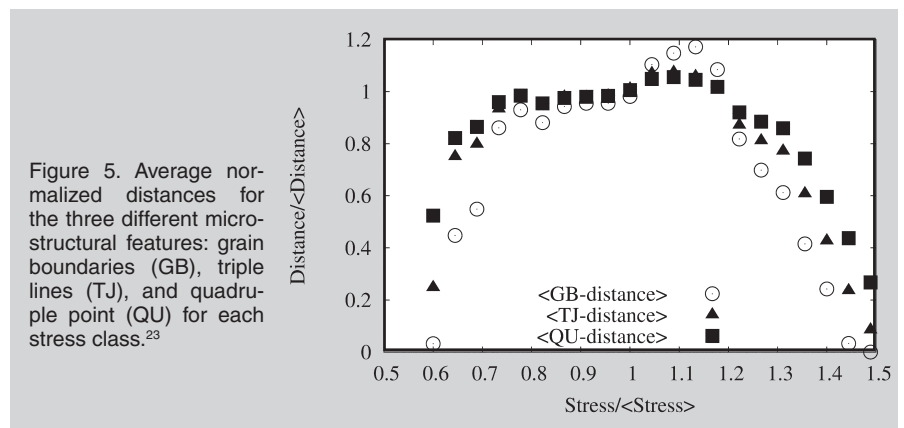 Figure 5. Average nor-
malized distances for
the three different micro-
structural features: grain
boundaries (GB), triple
lines (TJ), and quadru-
ple point (QU) for each
stress class.23
Distance/<Distance>
1.2
1
0.8
0.6
0.4
0.2
0
<GB-distance>
<TJ-distance>
<QU-distance>
0.5 0.6 0.7 0.8 0.9 1 1.1 1.2 1.3 1.4 1.5
Stress/<Stress>